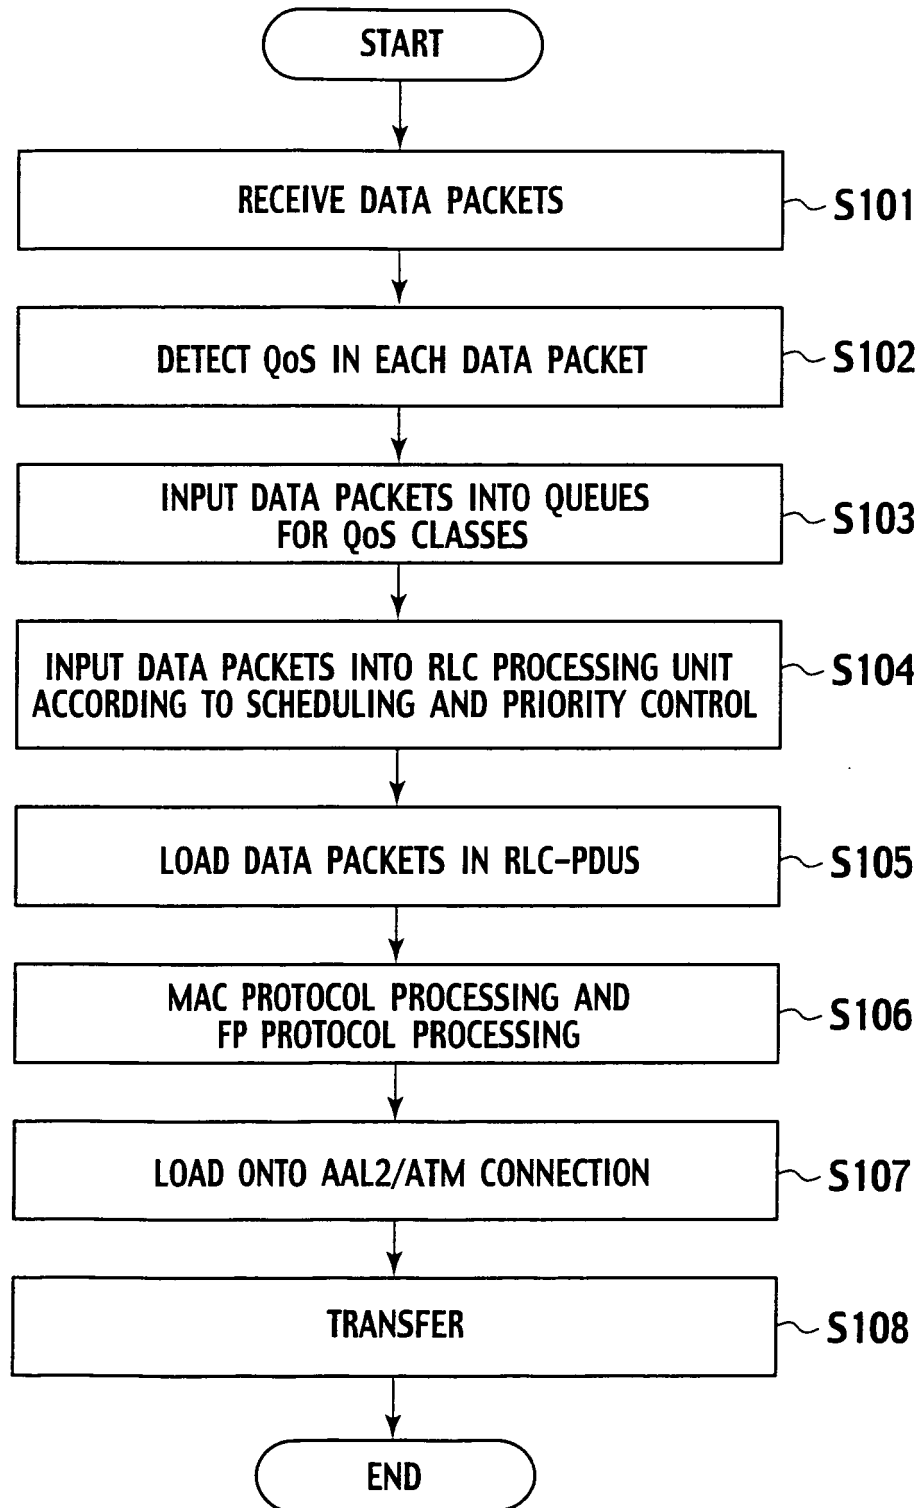 START
RECEIVE DATA PACKETS
S101
DETECT QoS IN EACH DATA PACKET
S102
INPUT DATA PACKETS INTO QUEUES
FOR QoS CLASSES
S103
INPUT DATA PACKETS INTO RLC PROCESSING UNIT
ACCORDING TO SCHEDULING AND PRIORITY CONTROL
S104
LOAD DATA PACKETS IN RLC-PDUS
S105
MAC PROTOCOL PROCESSING AND
FP PROTOCOL PROCESSING
S106
LOAD ONTO AAL2/ATM CONNECTION
S107
TRANSFER
S108
END